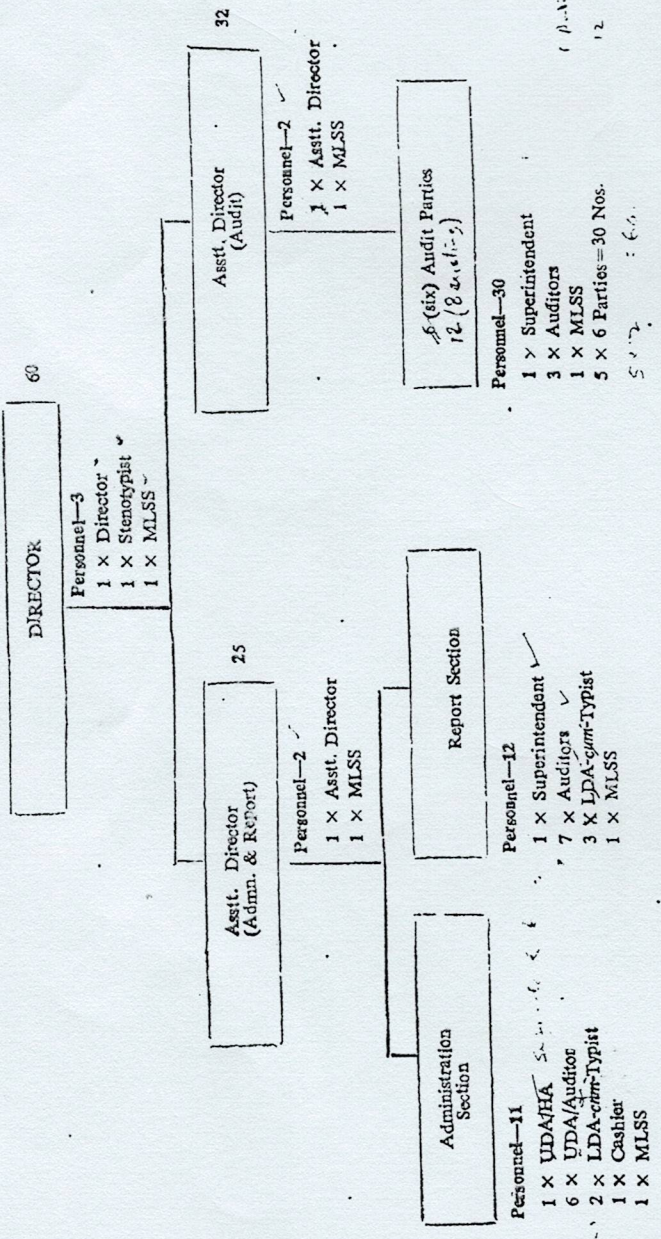 DIRECTOR
60
Personnel—3
1 × Director
1 × Stenotypist
1 × MLSS
Asstt. Director
(Admn. & Report)
25
Personnel—2
1 × Asstt. Director
1 × MLSS
Administration
Section
Personnel—11
1 × UDA/HA
6 × UDA/Auditor
2 × LDA-cum-Typist
1 × Cashier
1 × MLSS
Report Section
Personnel—12
1 × Superintendent
7 × Auditors
3 × LDA-cum-Typist
1 × MLSS
Asstt. Director
(Audit)
32
Personnel—2
1 × Asstt. Director
1 × MLSS
6 (six) Audit Parties
12 (8 existing)
Personnel—30
1 × Superintendent
3 × Auditors
1 × MLSS
5 × 6 Parties=30 Nos.
12